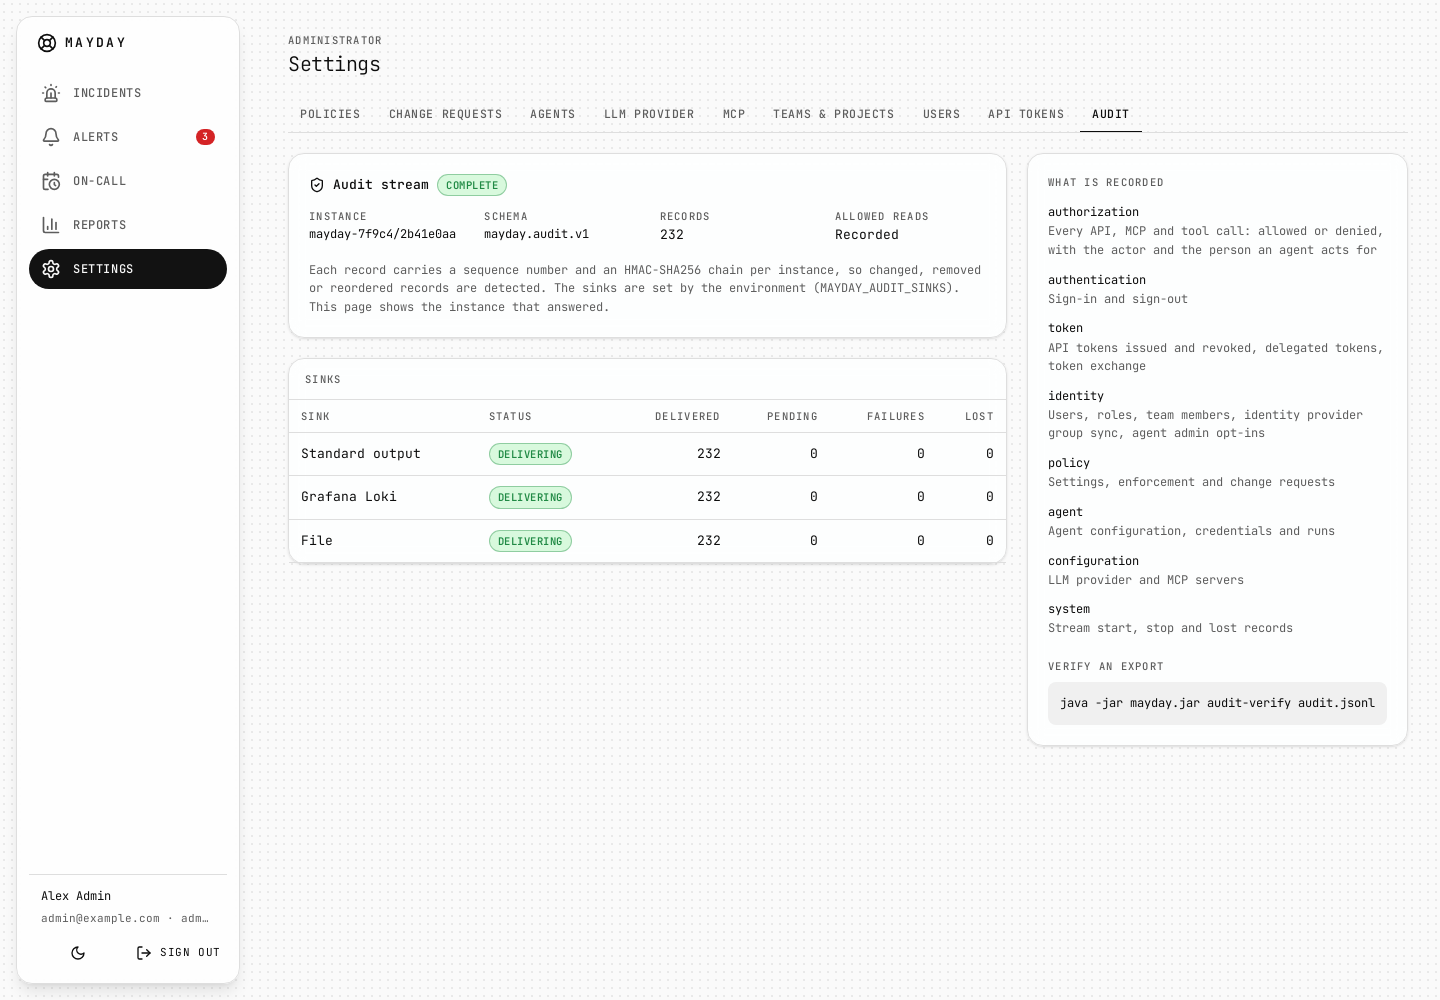 MAYDAY
INCIDENTS
ALERTS 3
ON-CALL
REPORTS
SETTINGS
Alex Admin
admin@example.com · adm…
SIGN OUT
ADMINISTRATOR
Settings
POLICIES CHANGE REQUESTS AGENTS LLM PROVIDER MCP TEAMS & PROJECTS USERS API TOKENS AUDIT
Audit stream COMPLETE
INSTANCE SCHEMA RECORDS ALLOWED READS
mayday-7f9c4/2b41e0aa mayday.audit.v1 232 Recorded
Each record carries a sequence number and an HMAC-SHA256 chain per instance, so changed, removed
or reordered records are detected. The sinks are set by the environment (MAYDAY_AUDIT_SINKS).
This page shows the instance that answered.
SINKS
SINK STATUS DELIVERED PENDING FAILURES LOST
Standard output DELIVERING 232 0 0 0
Grafana Loki DELIVERING 232 0 0 0
File DELIVERING 232 0 0 0
WHAT IS RECORDED
authorization
Every API, MCP and tool call: allowed or denied,
with the actor and the person an agent acts for
authentication
Sign-in and sign-out
token
API tokens issued and revoked, delegated tokens,
token exchange
identity
Users, roles, team members, identity provider
group sync, agent admin opt-ins
policy
Settings, enforcement and change requests
agent
Agent configuration, credentials and runs
configuration
LLM provider and MCP servers
system
Stream start, stop and lost records
VERIFY AN EXPORT
java -jar mayday.jar audit-verify audit.jsonl